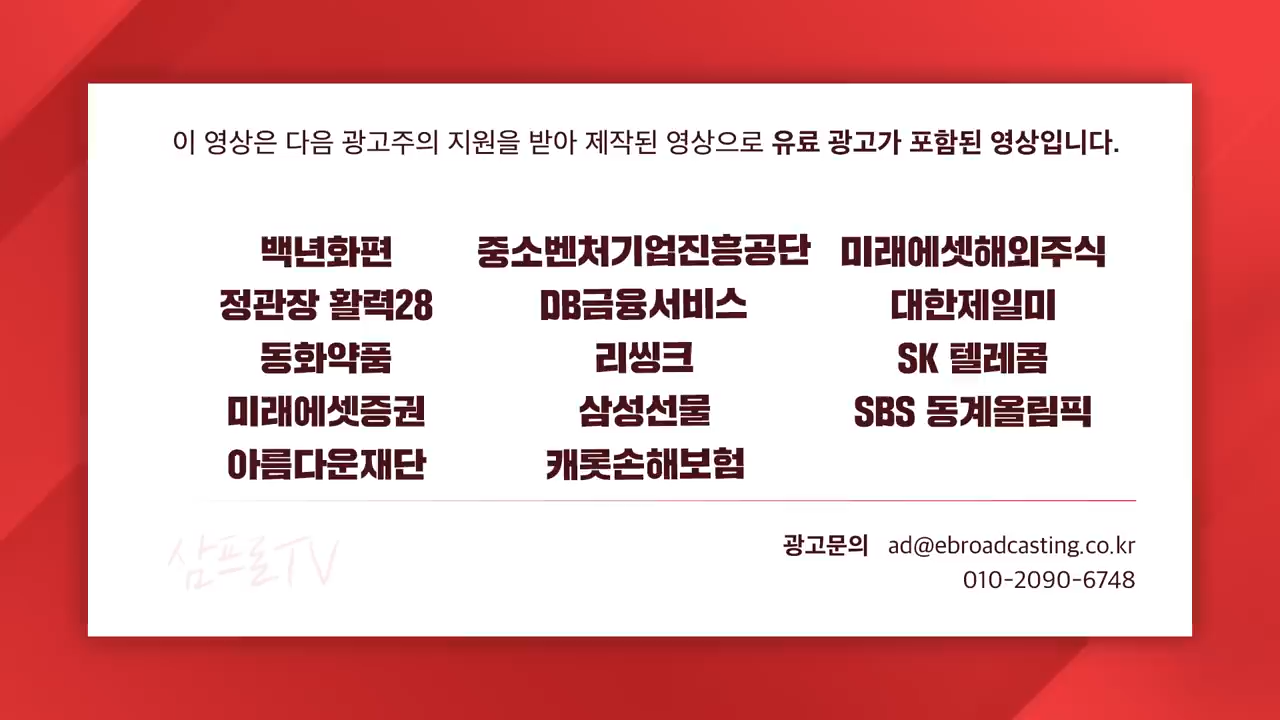 이 영상은 다음 광고주의 지원을 받아 제작된 영상으로 유료 광고가 포함된 영상입니다.
백년화편 중소벤처기업진흥공단 미래에셋해외주식
정관장 활력28 DB금융서비스 대한제일미
동화약품 리씽크 SK 텔레콤
미래에셋증권 삼성선물 SBS 동계올림픽
아름다운재단 캐롯손해보험
삼프로TV
광고문의 ad@ebroadcasting.co.kr
010-2090-6748